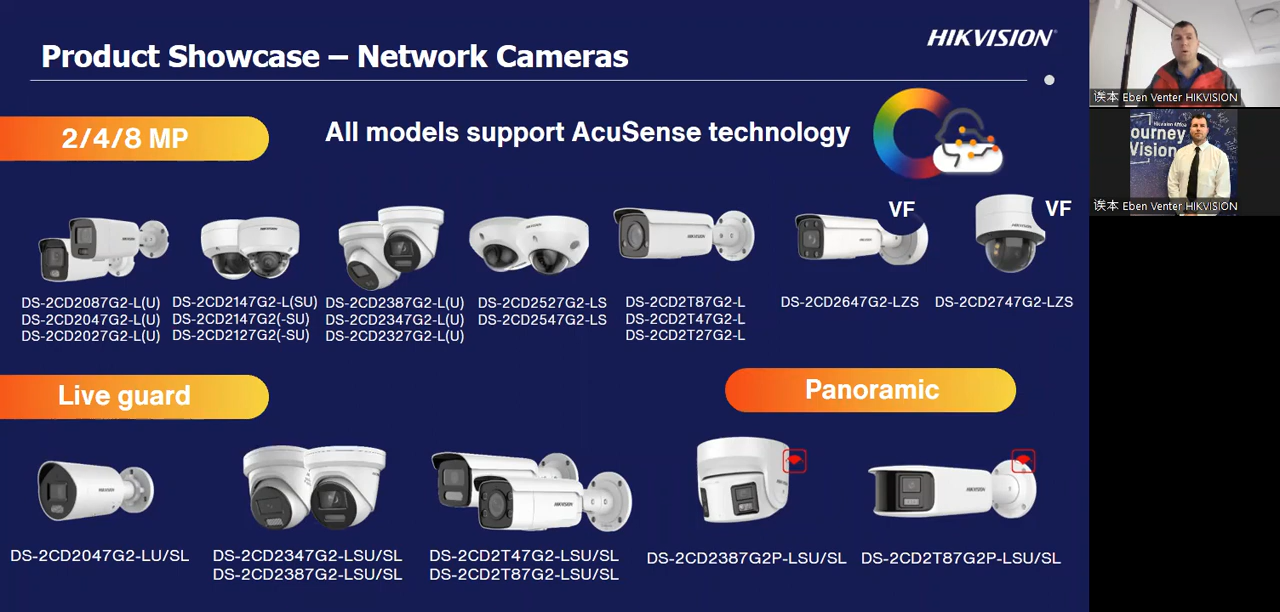 Product Showcase – Network Cameras
HIKVISION
2/4/8 MP
All models support AcuSense technology
VF
VF
DS-2CD2087G2-L(U)
DS-2CD2047G2-L(U)
DS-2CD2027G2-L(U)
DS-2CD2147G2-L(SU)
DS-2CD2147G2(-SU)
DS-2CD2127G2(-SU)
DS-2CD2387G2-L(U)
DS-2CD2347G2-L(U)
DS-2CD2327G2-L(U)
DS-2CD2527G2-LS
DS-2CD2547G2-LS
DS-2CD2T87G2-L
DS-2CD2T47G2-L
DS-2CD2T27G2-L
DS-2CD2647G2-LZS
DS-2CD2747G2-LZS
Live guard
Panoramic
DS-2CD2047G2-LU/SL
DS-2CD2347G2-LSU/SL
DS-2CD2387G2-LSU/SL
DS-2CD2T47G2-LSU/SL
DS-2CD2T87G2-LSU/SL
DS-2CD2387G2P-LSU/SL
DS-2CD2T87G2P-LSU/SL
Eben Venter HIKVISION
Hikvision Africa
ourney
Vision
Eben Venter HIKVISION